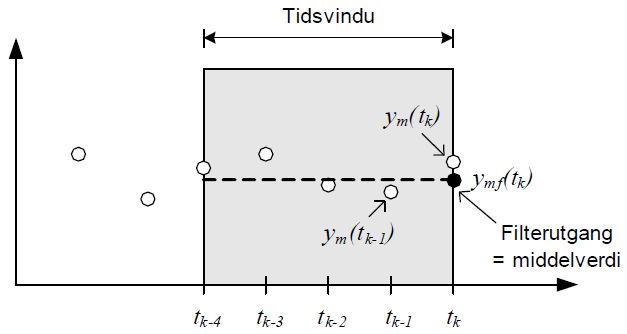 Tidsvindu
yₘ(tₖ)
yₘf(tₖ)
yₘ(tₖ₋₁)
Filterutgang
= middelverdi
tₖ₋₄ tₖ₋₃ tₖ₋₂ tₖ₋₁ tₖ